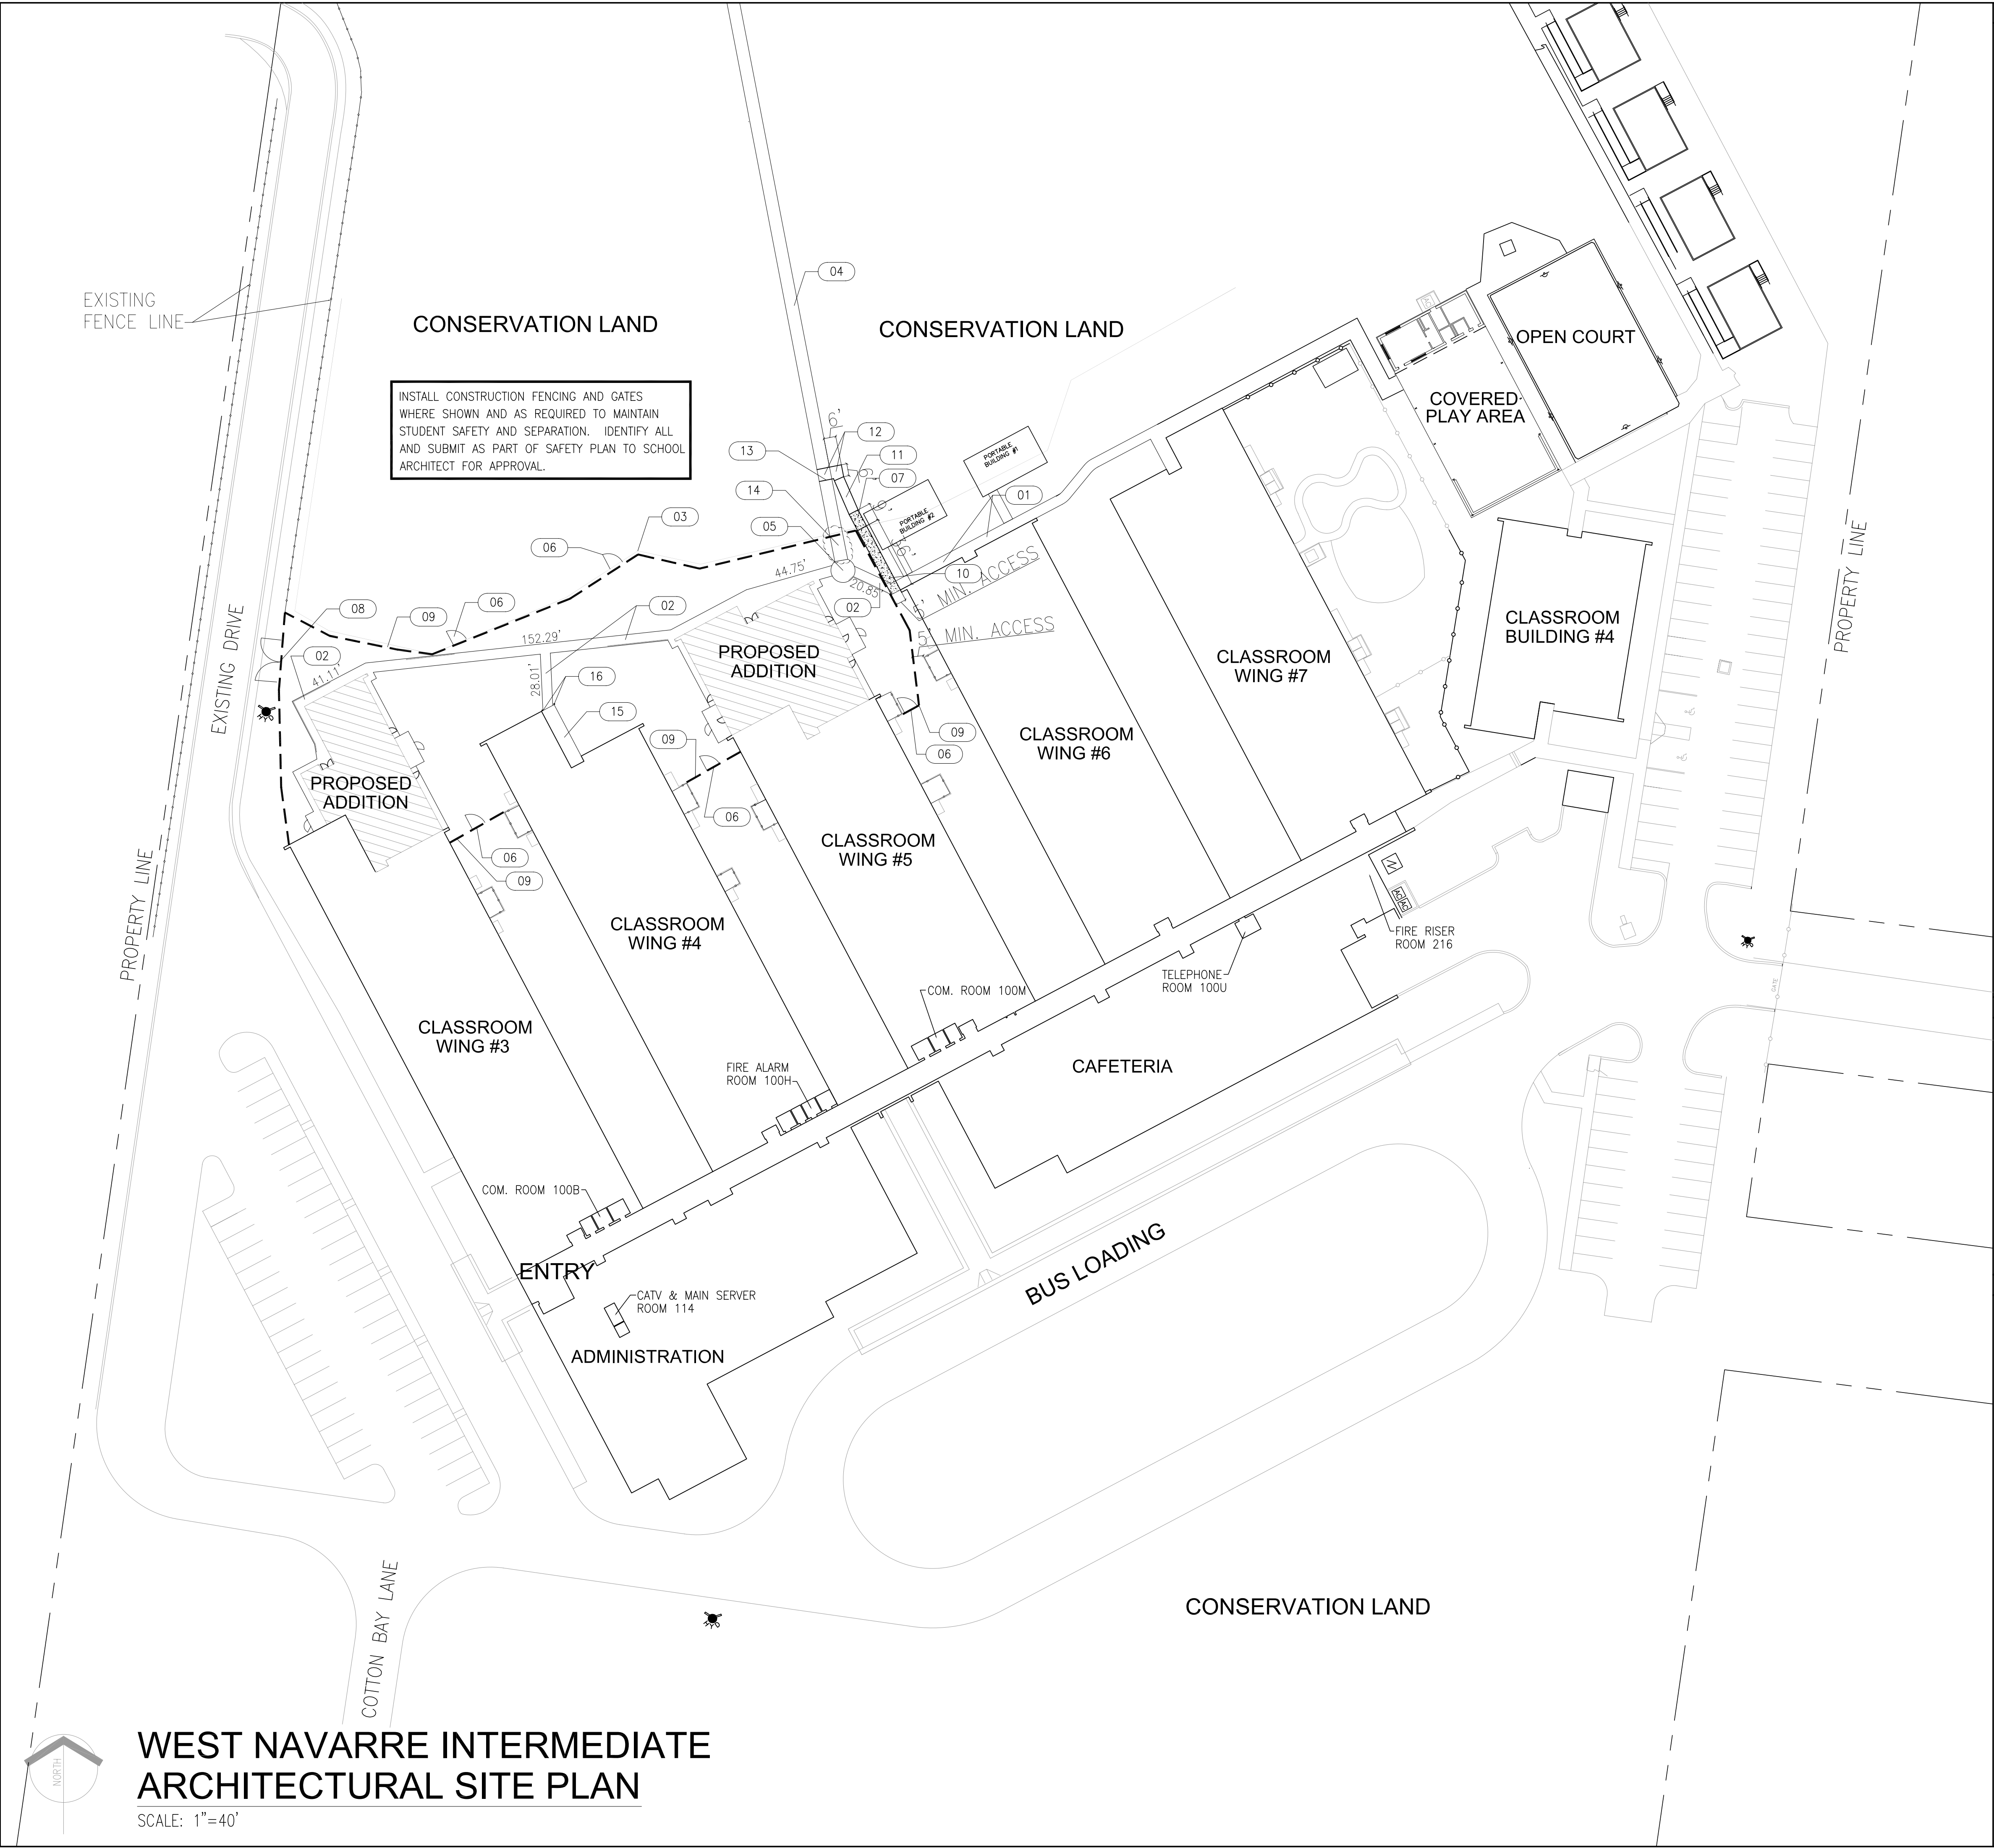 EXISTING
FENCE LINE
CONSERVATION LAND
CONSERVATION LAND
04
INSTALL CONSTRUCTION FENCING AND GATES
WHERE SHOWN AND AS REQUIRED TO MAINTAIN
STUDENT SAFETY AND SEPARATION. IDENTIFY ALL
AND SUBMIT AS PART OF SAFETY PLAN TO SCHOOL
ARCHITECT FOR APPROVAL.
OPEN COURT
COVERED
PLAY AREA
6'
12
13
11
6'
07
14
6'
PORTABLE
BUILDING #1
PORTABLE
BUILDING #2
01
03
05
06
6'
44.75'
10
20.85'
02
5' MIN. ACCESS
5' MIN. ACCESS
08
09
06
02
152.29'
02
41.11'
28.01'
16
15
EXISTING DRIVE
PROPERTY LINE
PROPOSED
ADDITION
CLASSROOM
BUILDING #4
CLASSROOM
WING #7
CLASSROOM
WING #6
09
06
09
06
PROPOSED
ADDITION
06
09
CLASSROOM
WING #5
PROPERTY LINE
CLASSROOM
WING #4
FIRE RISER
ROOM 216
AC
AC
TELEPHONE
ROOM 100U
COM. ROOM 100M
GATE
CLASSROOM
WING #3
CAFETERIA
FIRE ALARM
ROOM 100H
COM. ROOM 100B
ENTRY
CATV & MAIN SERVER
ROOM 114
BUS LOADING
ADMINISTRATION
CONSERVATION LAND
COTTON BAY LANE
NORTH
WEST NAVARRE INTERMEDIATE
ARCHITECTURAL SITE PLAN
SCALE: 1"=40'